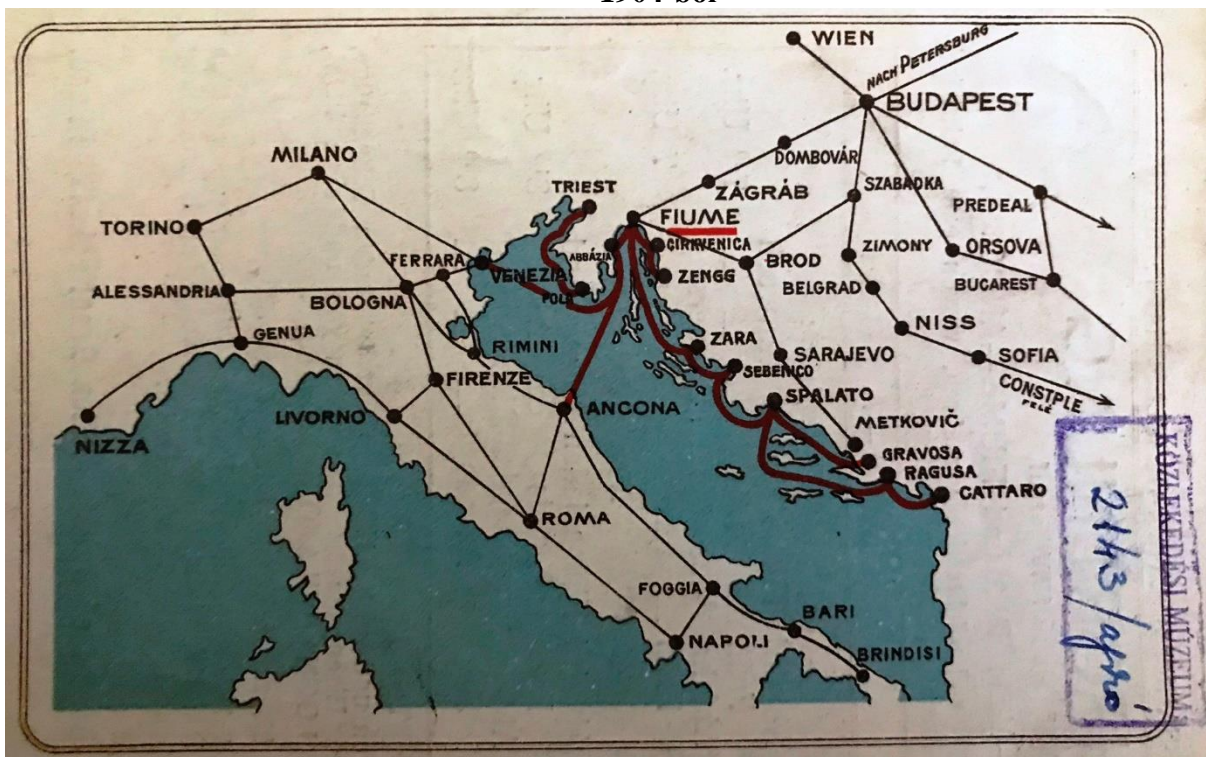 1904-ből
WIEN
NACH PETERSBURG
BUDAPEST
DOMBOVÁR
MILANO
TRIEST
ZÁGRÁB
SZABADKA
PREDEAL
TORINO
FIUME
CIRKVENICA
ABBÁZIA
ZIMONY
ORSOVA
FERRARA
VENEZIA
ZENGG
BROD
ALESSANDRIA
BOLOGNA
POLA
BELGRAD
BUCAREST
GENUA
RIMINI
ZARA
NISS
SARAJEVO
SOFIA
FIRENZE
SEBENICO
CONSTPLE
FELÉ
LIVORNO
ANCONA
SPALATO
NIZZA
METKOVIČ
GRAVOSA
RAGUSA
CATTARO
ROMA
FOGGIA
BARI
NAPOLI
BRINDISI
KÖZLEKEDÉSI MÚZEUM
2143/apró